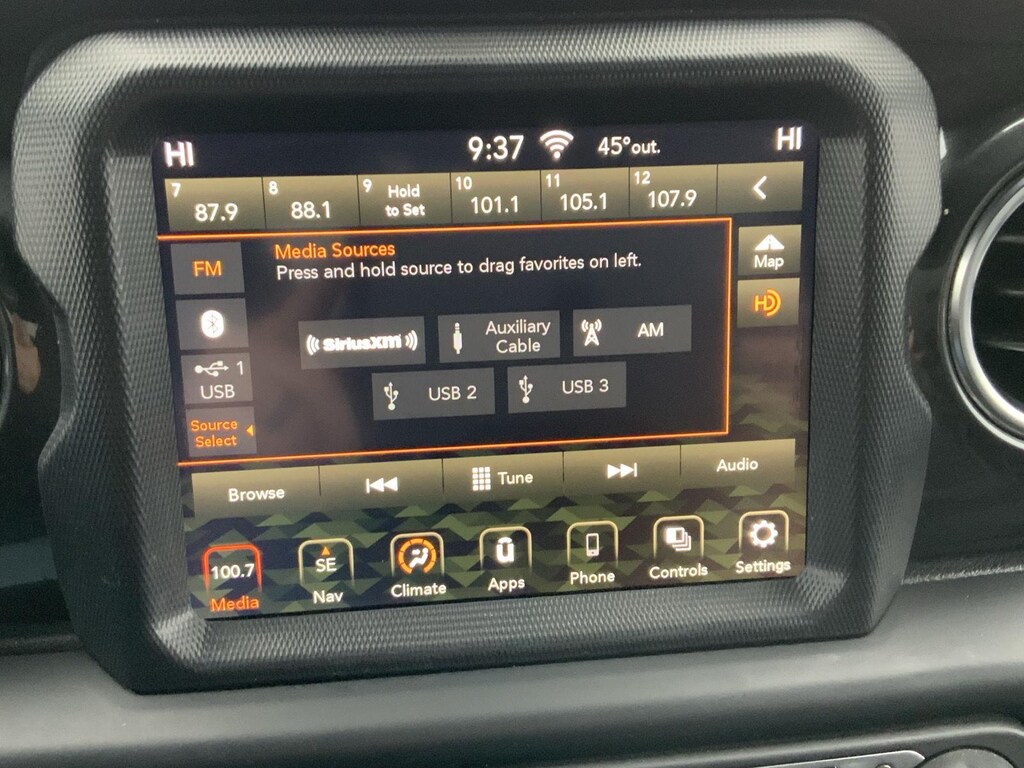 HI 9:37 45°out. HI
7 87.9
8 88.1
9 Hold
to Set
10 101.1
11 105.1
12 107.9
Media Sources
Press and hold source to drag favorites on left.
FM
Map
HD
SiriusXM
Auxiliary
Cable
AM
1
USB
USB 2
USB 3
Source
Select
Browse
Tune
Audio
100.7
Media
SE
Nav
Climate
Apps
Phone
Controls
Settings